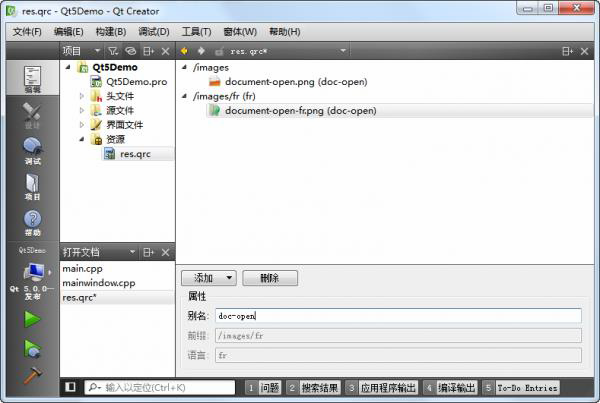 res.qrc - Qt5Demo - Qt Creator
文件(F) 编辑(E) 构建(B) 调试(D) 工具(T) 窗体(W) 帮助(H)
项目
res.qrc*
编辑
设计
调试
项目
帮助
Qt5Demo
Qt 5.0.0…
发布
Qt5Demo
Qt5Demo.pro
头文件
源文件
界面文件
资源
res.qrc
/images
document-open.png (doc-open)
/images/fr (fr)
document-open-fr.png (doc-open)
打开文档
main.cpp
mainwindow.cpp
res.qrc*
添加 删除
属性
别名: doc-open
前缀: /images/fr
语言: fr
输入以定位(Ctrl+K)
1 问题 2 搜索结果 3 应用程序输出 4 编译输出 5 To-Do Entries